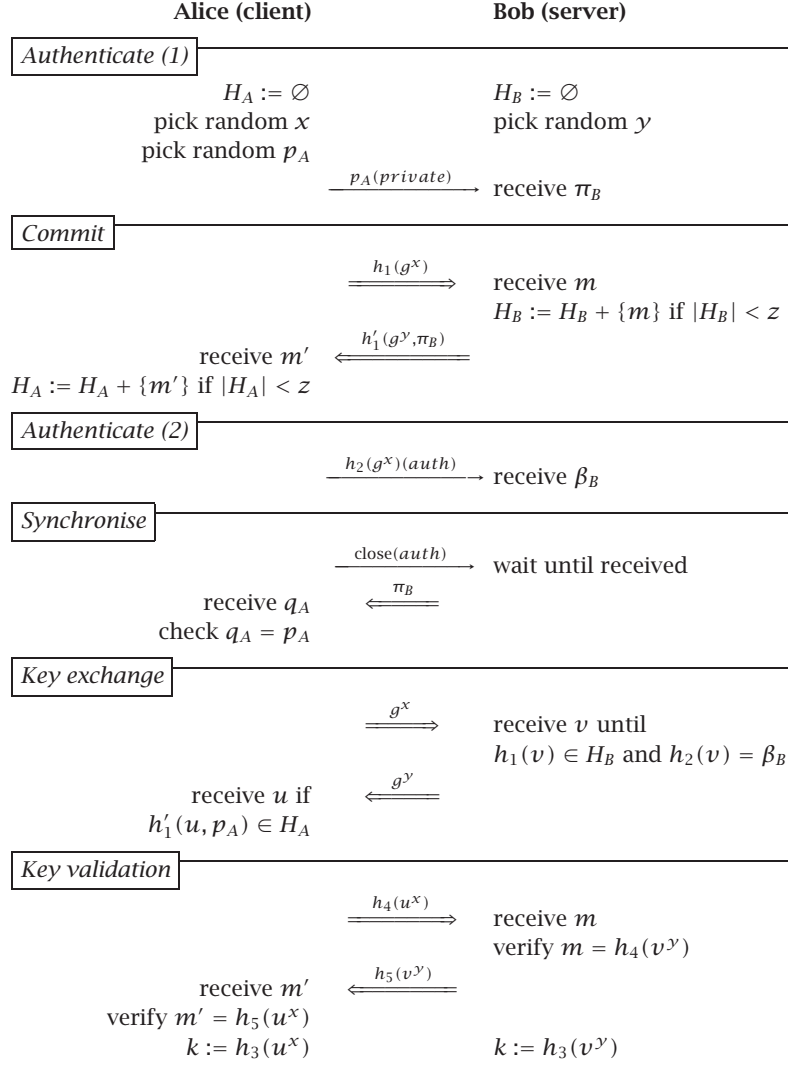 Alice (client) Bob (server)
Authenticate (1)
H_A := ∅ H_B := ∅
pick random x pick random y
pick random p_A
p_A(private)
receive π_B
Commit
h_1(g^x)
receive m
H_B := H_B + {m} if |H_B| < z
h'_1(g^y,π_B)
receive m'
H_A := H_A + {m'} if |H_A| < z
Authenticate (2)
h_2(g^x)(auth)
receive β_B
Synchronise
close(auth)
wait until received
π_B
receive q_A
check q_A = p_A
Key exchange
g^x
receive v until
h_1(v) ∈ H_B and h_2(v) = β_B
g^y
receive u if
h'_1(u, p_A) ∈ H_A
Key validation
h_4(u^x)
receive m
verify m = h_4(v^y)
h_5(v^y)
receive m'
verify m' = h_5(u^x)
k := h_3(u^x) k := h_3(v^y)